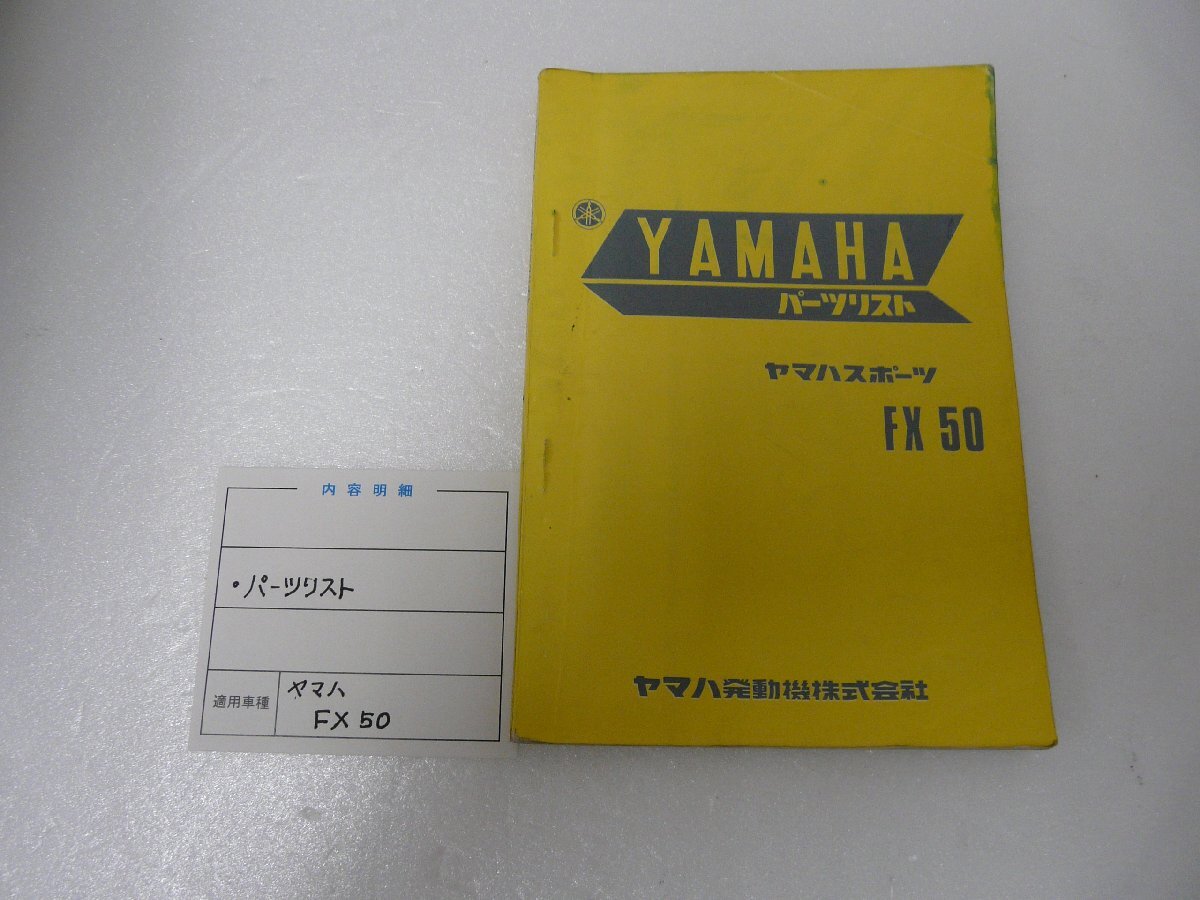 YAMAHA
パーツリスト
ヤマハスポーツ
FX 50
ヤマハ発動機株式会社
内容明細
・パーツリスト
適用車種
ヤマハ
FX 50